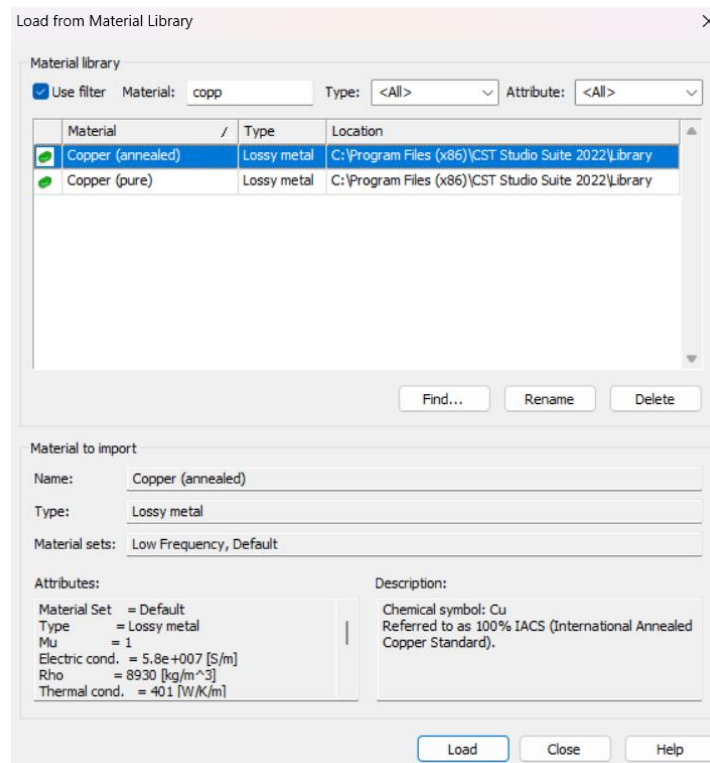 Load from Material Library
Material library
Use filter Material: copp Type: <All> Attribute: <All>
Material / Type Location
Copper (annealed) Lossy metal C:\Program Files (x86)\CST Studio Suite 2022\Library
Copper (pure) Lossy metal C:\Program Files (x86)\CST Studio Suite 2022\Library
Find... Rename Delete
Material to import
Name: Copper (annealed)
Type: Lossy metal
Material sets: Low Frequency, Default
Attributes: Description:
Material Set = Default Chemical symbol: Cu
Type = Lossy metal Referred to as 100% IACS (International Annealed
Mu = 1 Copper Standard).
Electric cond. = 5.8e+007 [S/m]
Rho = 8930 [kg/m^3]
Thermal cond. = 401 [W/K/m]
Load Close Help